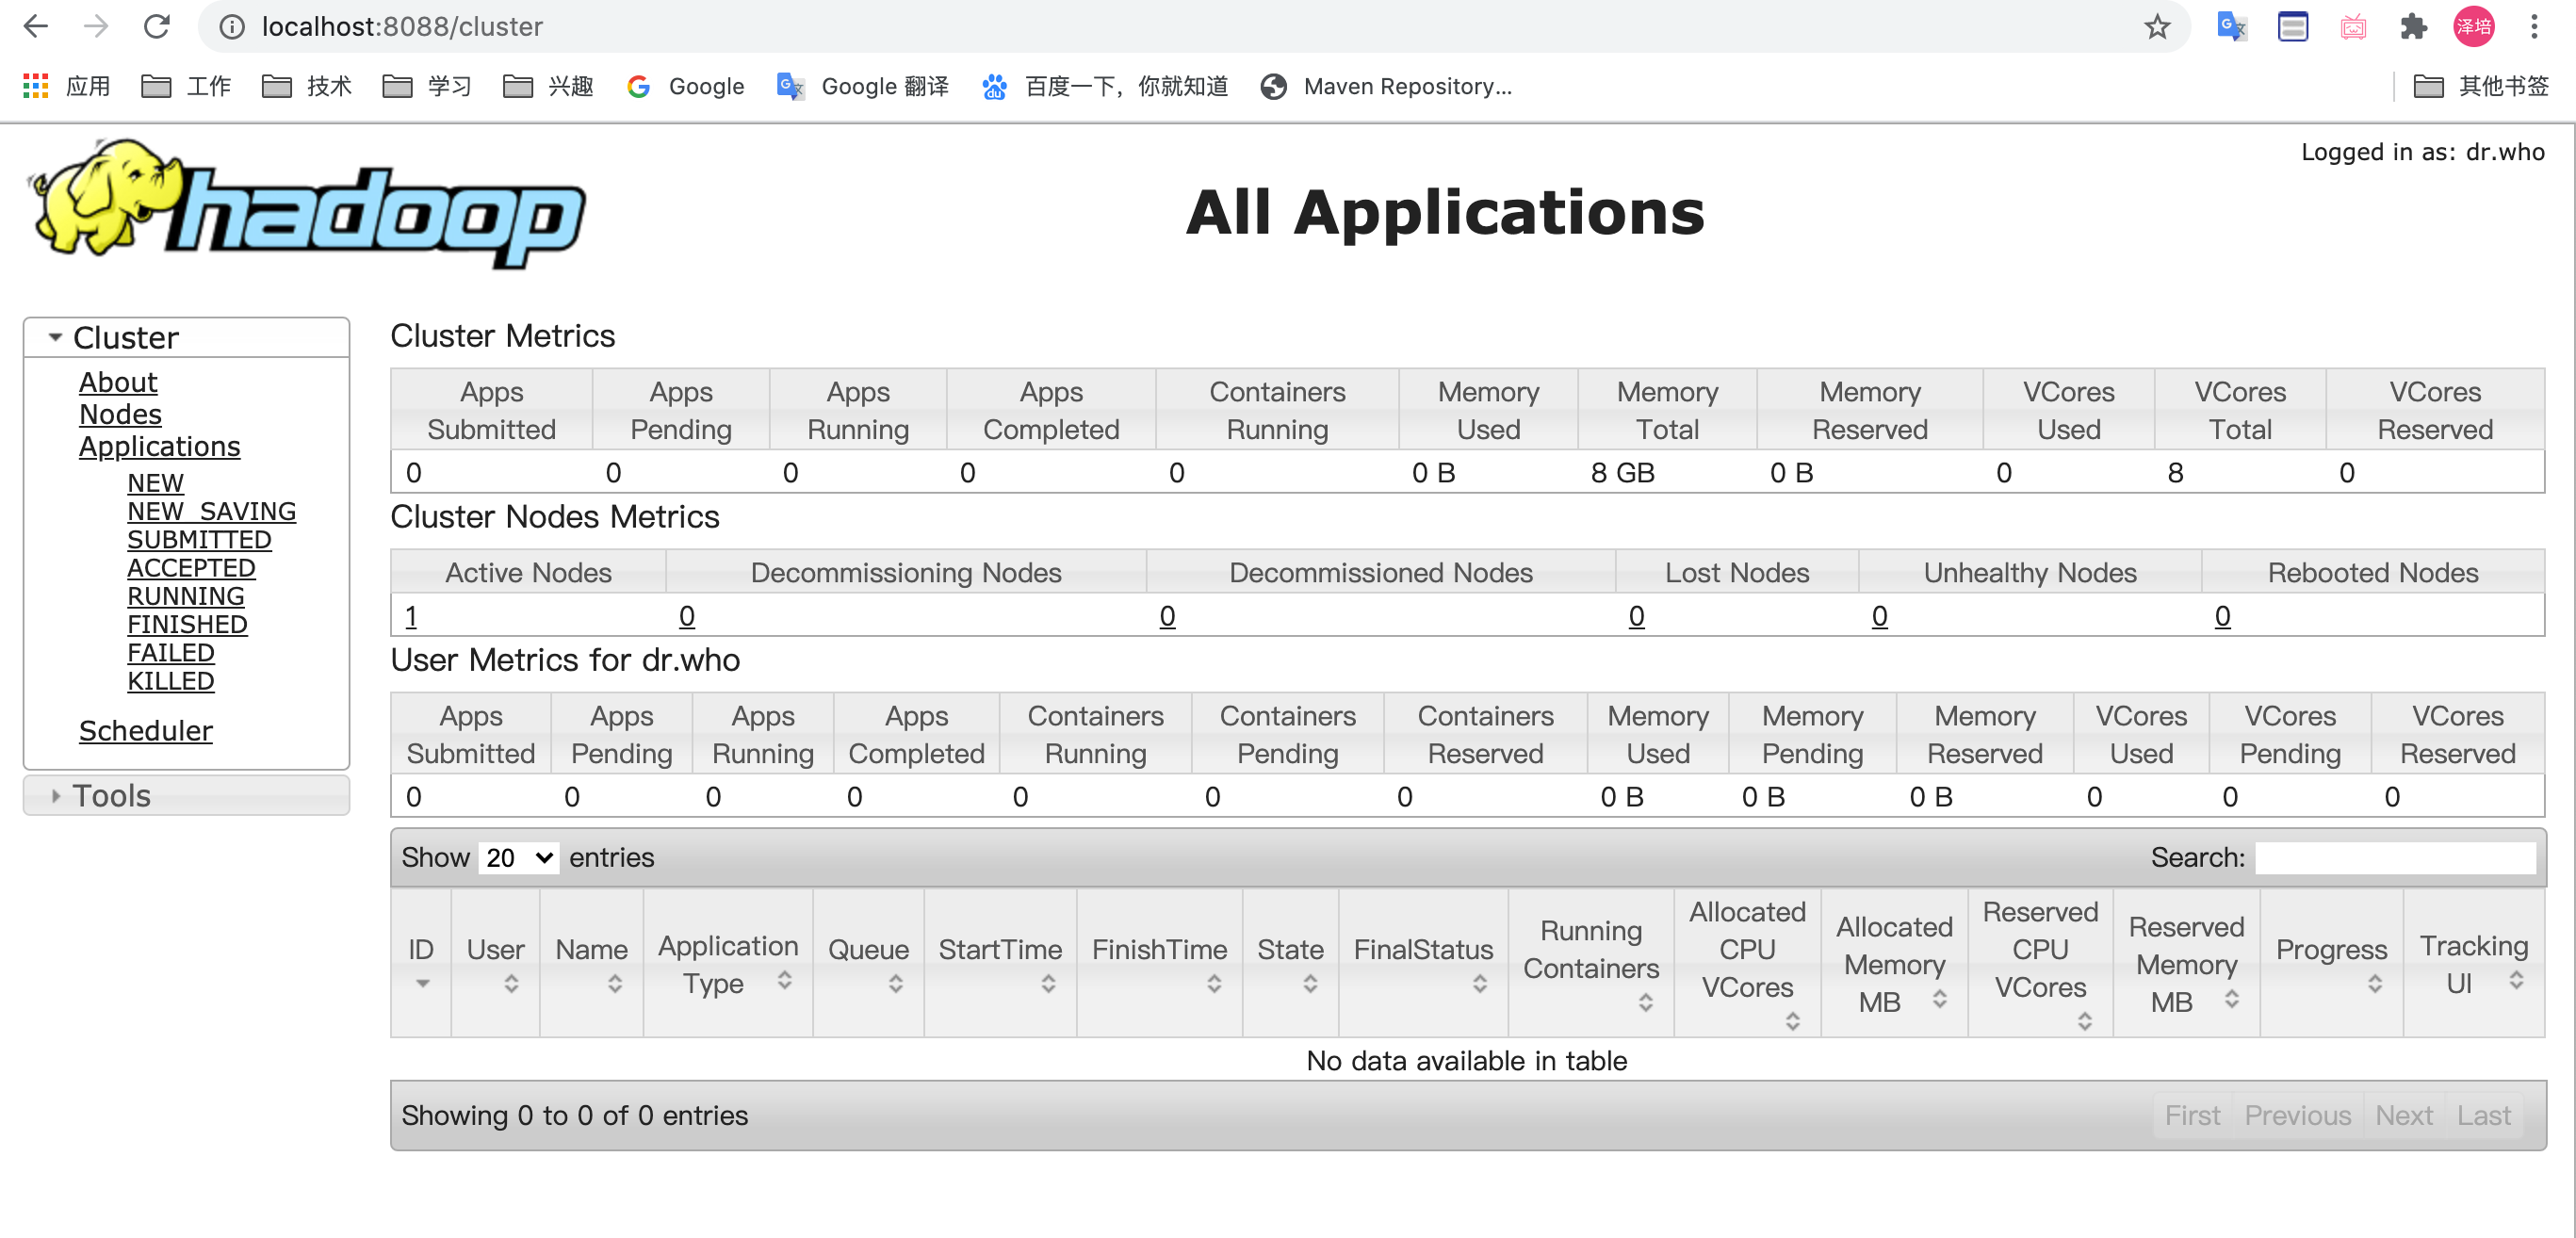 localhost:8088/cluster
泽培
应用 工作 技术 学习 兴趣 Google Google 翻译 百度一下，你就知道 Maven Repository... 其他书签
Logged in as: dr.who
hadoop
All Applications
Cluster
About
Nodes
Applications
NEW
NEW_SAVING
SUBMITTED
ACCEPTED
RUNNING
FINISHED
FAILED
KILLED
Scheduler
Tools
Cluster Metrics
Apps Submitted Apps Pending Apps Running Apps Completed Containers Running Memory Used Memory Total Memory Reserved VCores Used VCores Total VCores Reserved
0 0 0 0 0 0 B 8 GB 0 B 0 8 0
Cluster Nodes Metrics
Active Nodes Decommissioning Nodes Decommissioned Nodes Lost Nodes Unhealthy Nodes Rebooted Nodes
1 0 0 0 0 0
User Metrics for dr.who
Apps Submitted Apps Pending Apps Running Apps Completed Containers Running Containers Pending Containers Reserved Memory Used Memory Pending Memory Reserved VCores Used VCores Pending VCores Reserved
0 0 0 0 0 0 0 0 B 0 B 0 B 0 0 0
Show 20 entries Search:
ID User Name Application Type Queue StartTime FinishTime State FinalStatus Running Containers Allocated CPU VCores Allocated Memory MB Reserved CPU VCores Reserved Memory MB Progress Tracking UI
No data available in table
Showing 0 to 0 of 0 entries First Previous Next Last